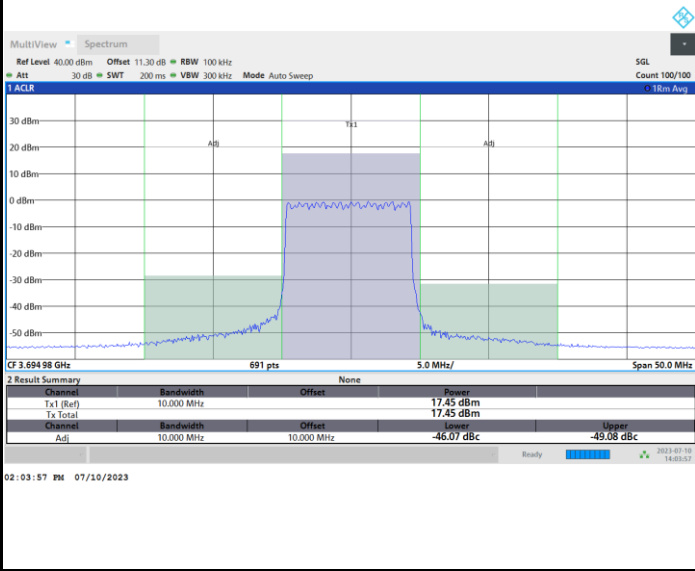 MultiView Spectrum
Ref Level 40.00 dBm Offset 11.30 dB RBW 100 kHz SGL
Att 30 dB SWT 200 ms VBW 300 kHz Mode Auto Sweep Count 100/100
1 ACLR 1Rm Avg
30 dBm
Tx1
20 dBm
Adj Adj
10 dBm
0 dBm
-10 dBm
-20 dBm
-30 dBm
-40 dBm
-50 dBm
CF 3.694 98 GHz 691 pts 5.0 MHz/ Span 50.0 MHz
2 Result Summary None
Channel Bandwidth Offset Power
Tx1 (Ref) 10.000 MHz 17.45 dBm
Tx Total 17.45 dBm
Channel Bandwidth Offset Lower Upper
Adj 10.000 MHz 10.000 MHz -46.07 dBc -49.08 dBc
Ready 2023-07-10
14:03:57
02:03:57 PM 07/10/2023